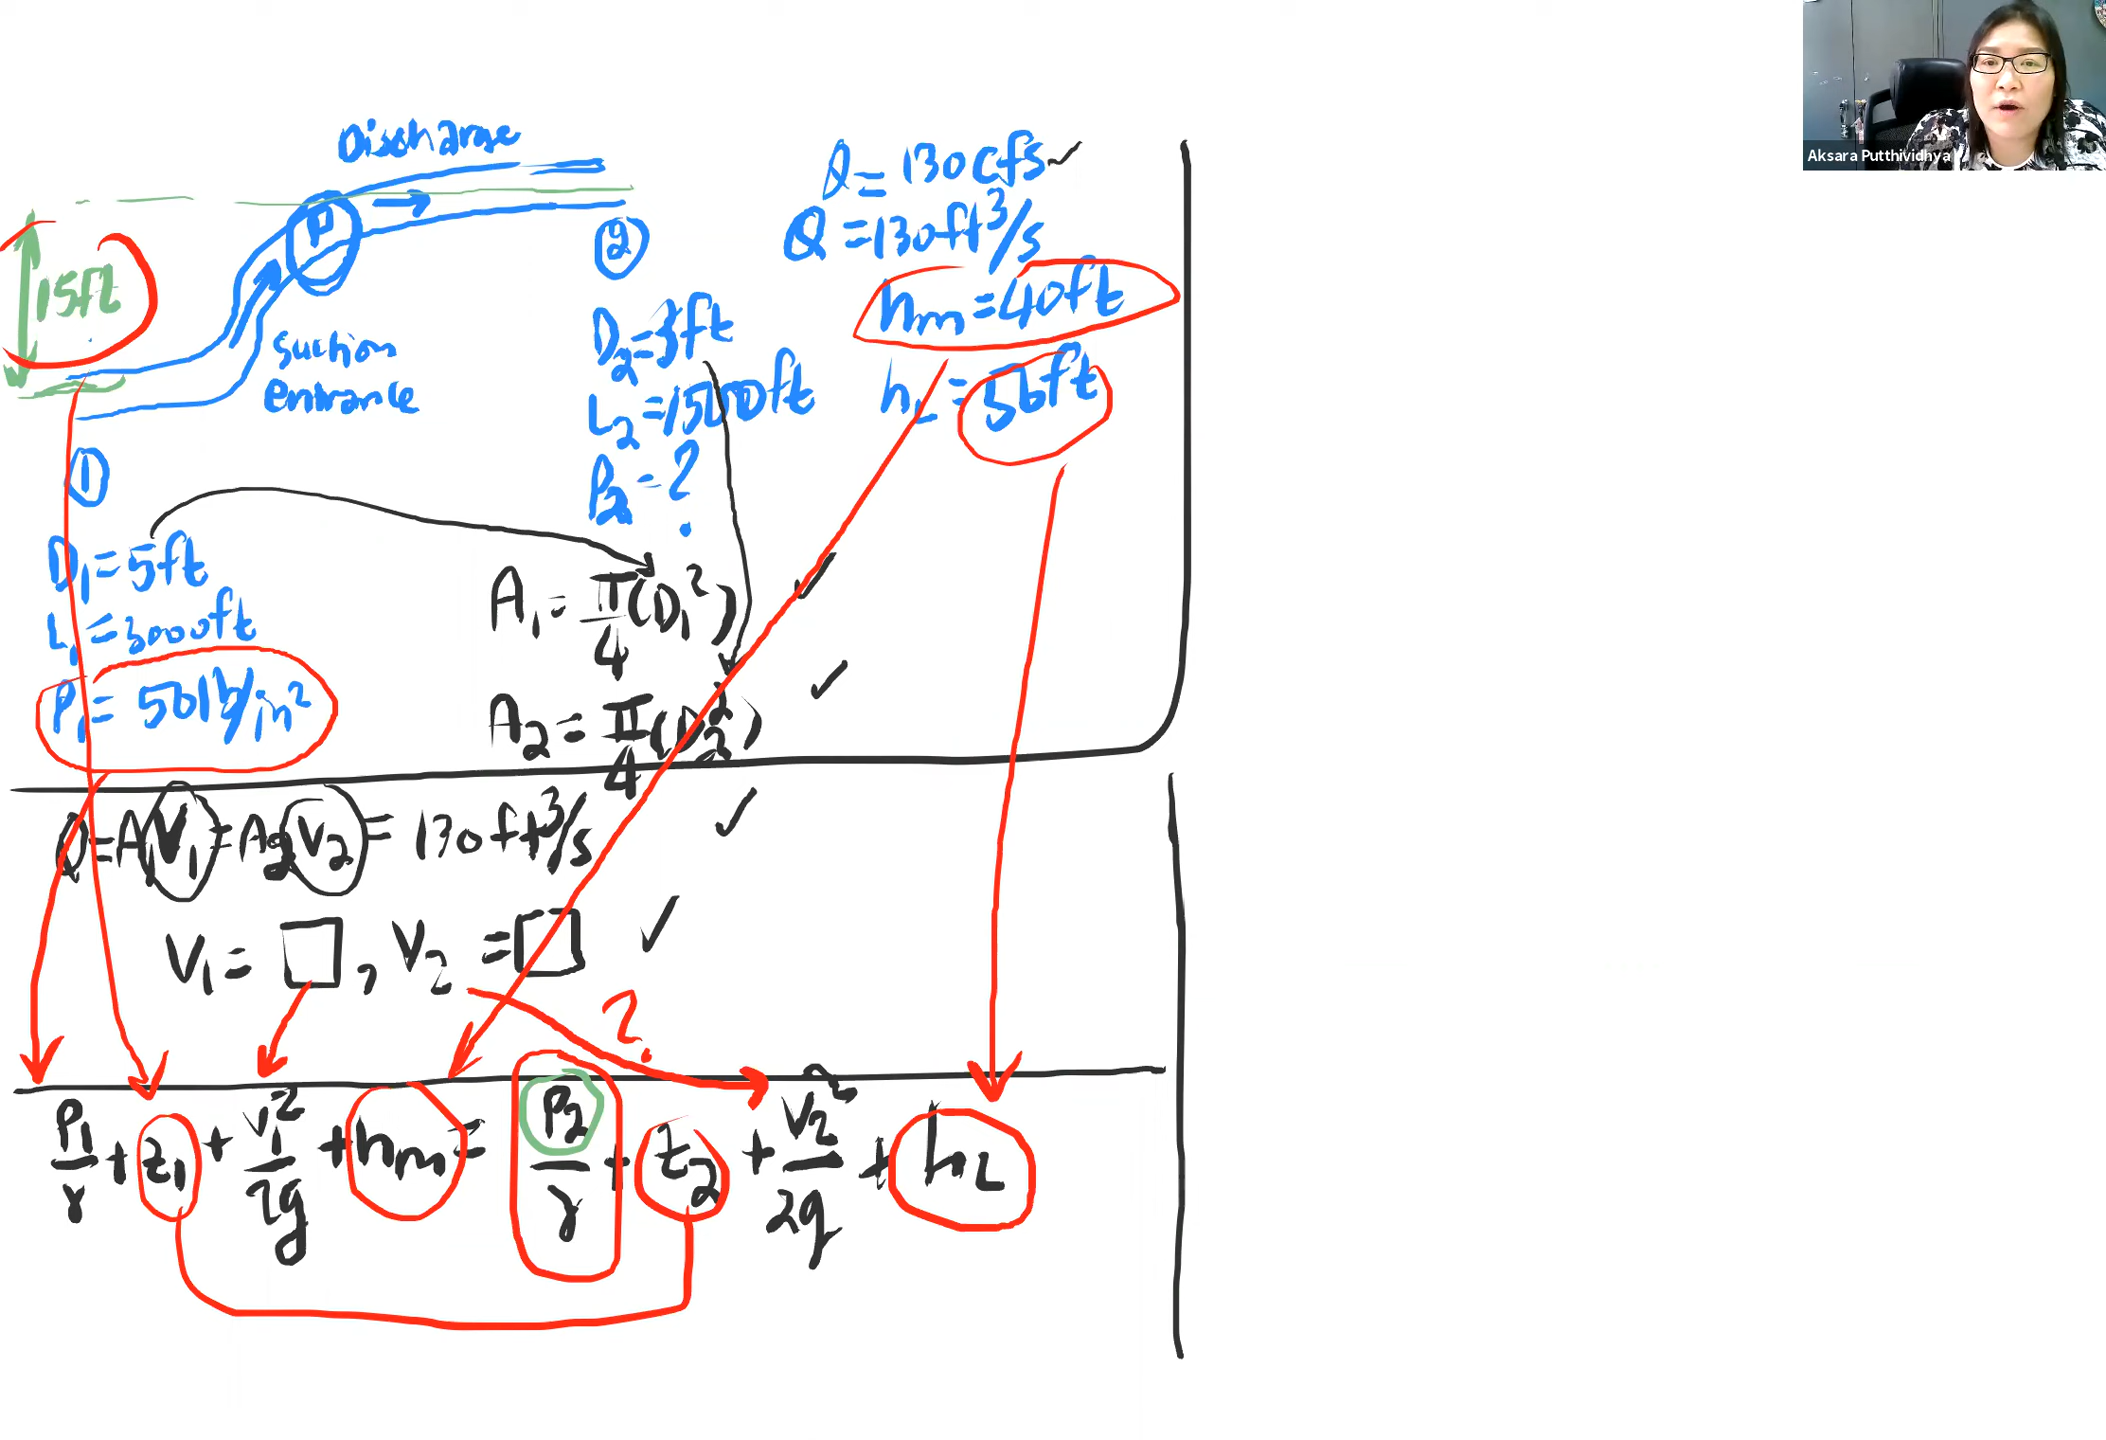 Discharge
P
15ft
Suction
entrance
①
②
D₁=5ft
L₁=3000ft
P₁=50lb/in²
D₂=3ft
L₂=1500ft
P₂=?
Q=130cfs✓
Q=130ft³/s
hm=40ft
hL=56ft
A₁=π/4(D₁²) ✓
A₂=π/4(D₂²) ✓
Q=A₁V₁=A₂V₂=130ft³/s ✓
V₁=□, V₂=□ ✓
?
P₁/γ+z₁+V₁²/2g+hm=P₂/γ+z₂+V₂²/2g+hL
Aksara Putthividhya